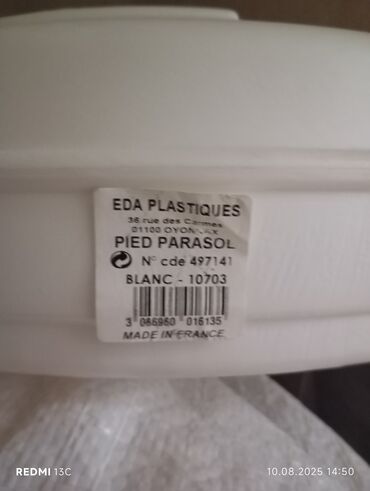 EDA PLASTIQUES
36 rue des Carmes
01100 OYONNAX
PIED PARASOL
N° cde 497141
BLANC - 10703
3 066960 016135
MADE IN FRANCE
REDMI 13C
10.08.2025 14:50